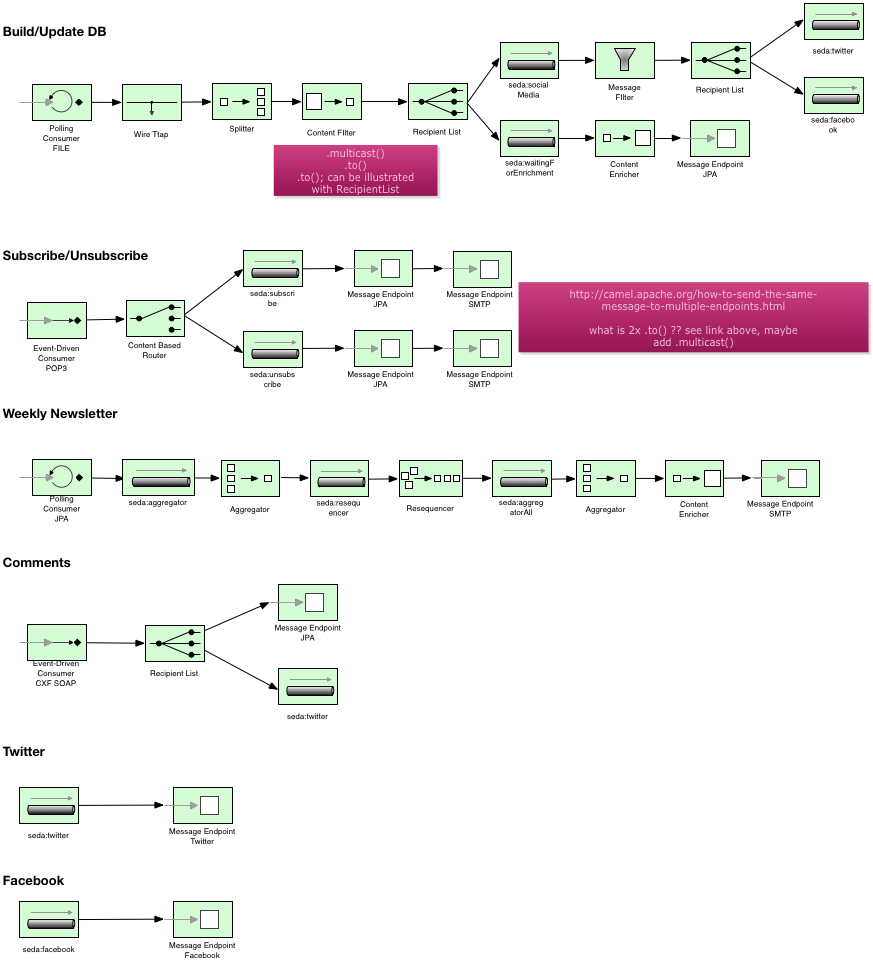 Build/Update DB
seda:twitter
seda:social
Media
Message
FIlter
Recipient List
seda:facebo
ok
Polling
Consumer
FILE
Wire Ttap
Splitter
Content FIlter
Recipient List
.multicast()
.to()
.to(); can be illustrated
with RecipientList
seda:waitingF
orEnrichment
Content
Enricher
Message Endpoint
JPA
Subscribe/Unsubscribe
Event-Driven
Consumer
POP3
Content Based
Router
seda:subscri
be
Message Endpoint
JPA
Message Endpoint
SMTP
seda:unsubs
cribe
Message Endpoint
JPA
Message Endpoint
SMTP
http://camel.apache.org/how-to-send-the-same-
message-to-multiple-endpoints.html
what is 2x .to() ?? see link above, maybe
add .multicast()
Weekly Newsletter
Polling
Consumer
JPA
seda:aggregator
Aggregator
seda:resequ
encer
Resequencer
seda:aggreg
atorAll
Aggregator
Content
Enricher
Message Endpoint
SMTP
Comments
Event-Driven
Consumer
CXF SOAP
Recipient List
Message Endpoint
JPA
seda:twitter
Twitter
seda:twitter
Message Endpoint
Twitter
Facebook
seda:facebook
Message Endpoint
Facebook